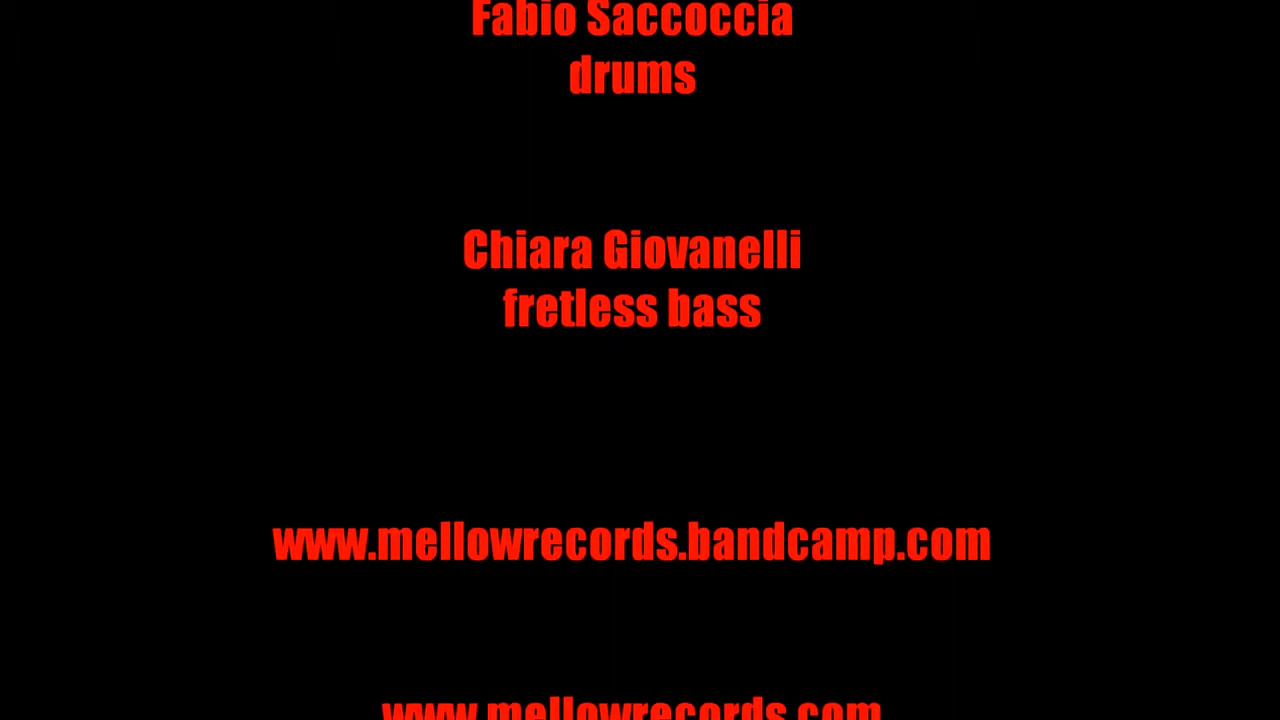 Fabio Saccoccia
drums
Chiara Giovanelli
fretless bass
www.mellowrecords.bandcamp.com
www.mellowrecords.com